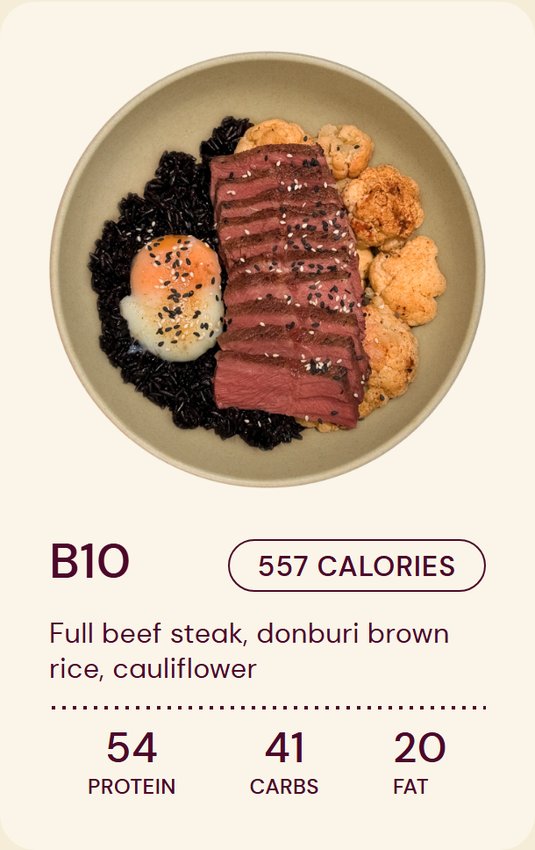 B10
557 CALORIES
Full beef steak, donburi brown
rice, cauliflower
54 41 20
PROTEIN CARBS FAT